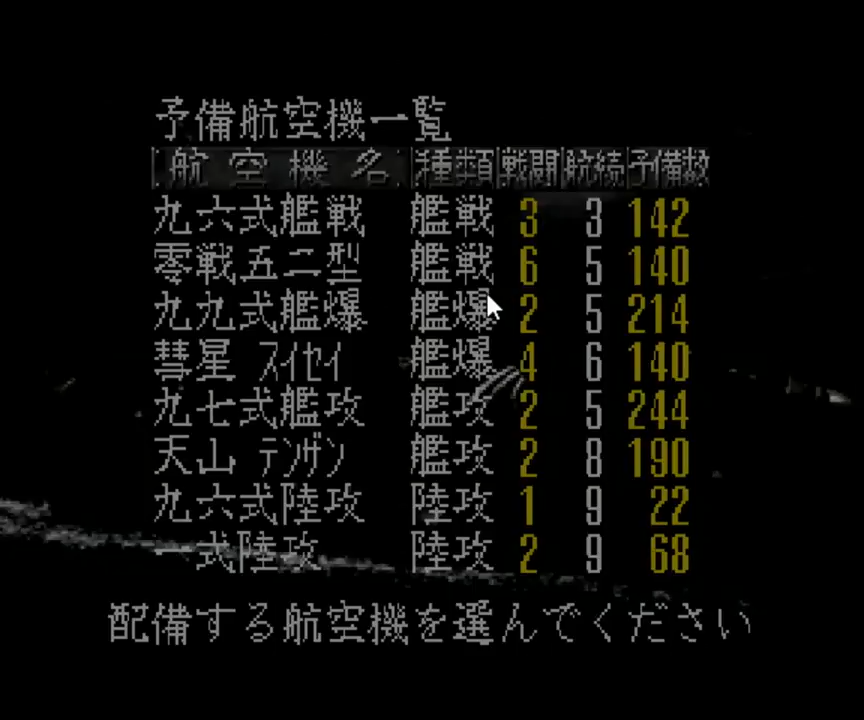 予備航空機一覧
航空機名 種類 戦闘 航続 予備数
九六式艦戦 艦戦 3 3 142
零戦五二型 艦戦 6 5 140
九九式艦爆 艦爆 2 5 214
彗星 スイセイ 艦爆 4 6 140
九七式艦攻 艦攻 2 5 244
天山 テンザン 艦攻 2 8 190
九六式陸攻 陸攻 1 9 22
一式陸攻 陸攻 2 9 68
配備する航空機を選んでください